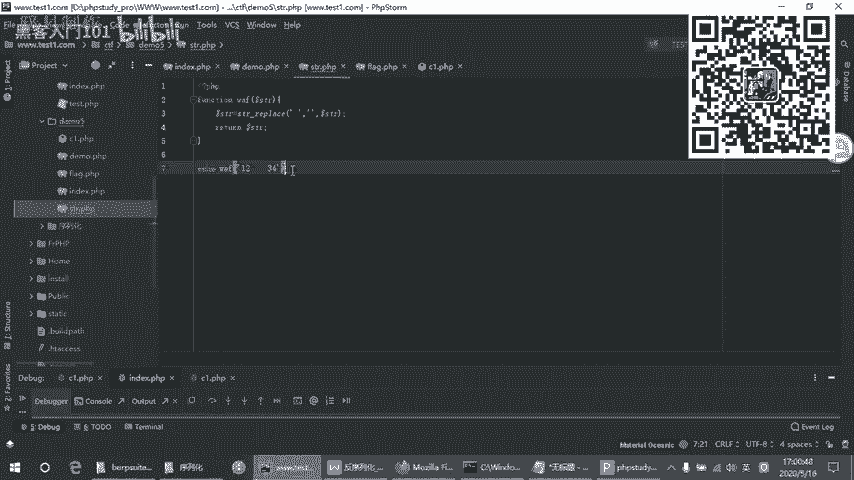 www.test1.com [D:\phpstudy_pro\WWW\www.test1.com] - ...\ctf\demo5\str.php [www.test1.com] - PhpStorm
File
Run Tools VCS Window Help
黑客入门101 bilibili
www.test1.com ctf demo5 str.php
Project
index.php demo.php str.php flag.php c1.php
1: Project
Database
index.php
test.php
demo5
c1.php
demo.php
flag.php
index.php
str.php
序列化
FrPHP
Home
install
Public
static
.buildpath
.htaccess
1 <?php
2 function waf($str){
3 $str=str_replace(' ','',$str);
4 return $str;
5 }
6
7 echo waf('12 34');
7: Structure
2: Favorites
Debug: c1.php index.php c1.php
Debugger Console Output
5: Debug 6: TODO Terminal Event Log
Material Oceanic 7:21 CRLF UTF-8 4 spaces
burpsuite... 序列化 www.test... 反序列化_... Mozilla Fi... C:\Window... *无标题 - ... phpstudy... 英 17:00:48
2020/5/16